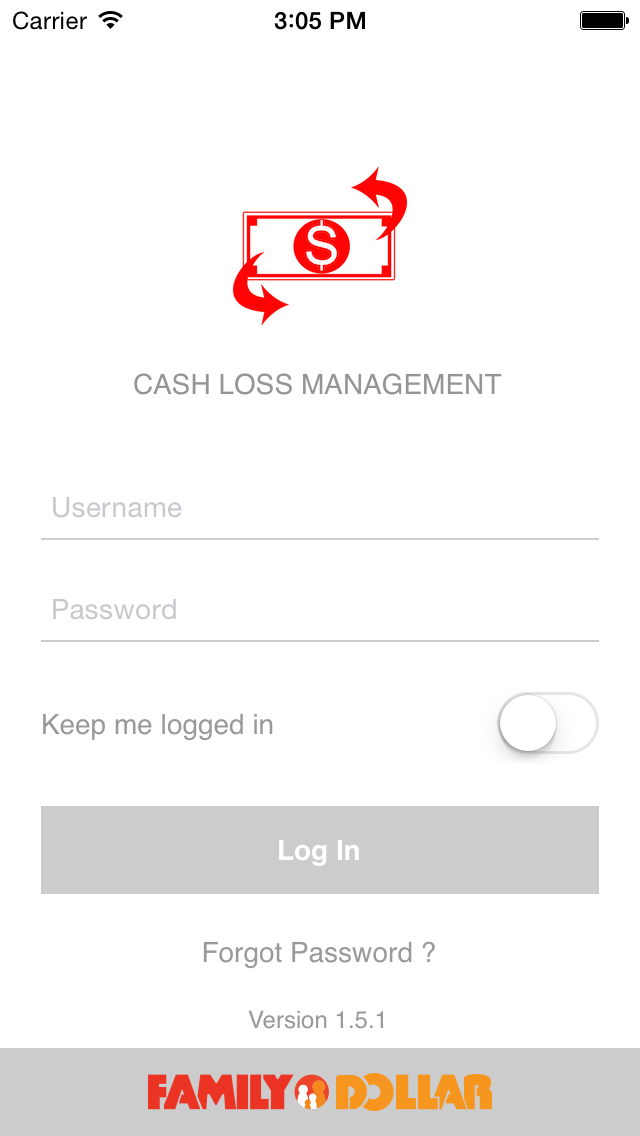 Carrier 3:05 PM
$
CASH LOSS MANAGEMENT
Username
Password
Keep me logged in
Log In
Forgot Password ?
Version 1.5.1
FAMILY DOLLAR